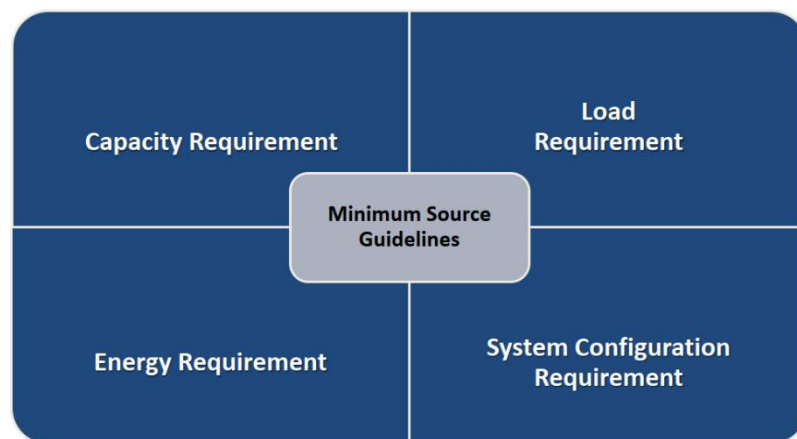 Capacity Requirement
Load
Requirement
Minimum Source
Guidelines
Energy Requirement
System Configuration
Requirement